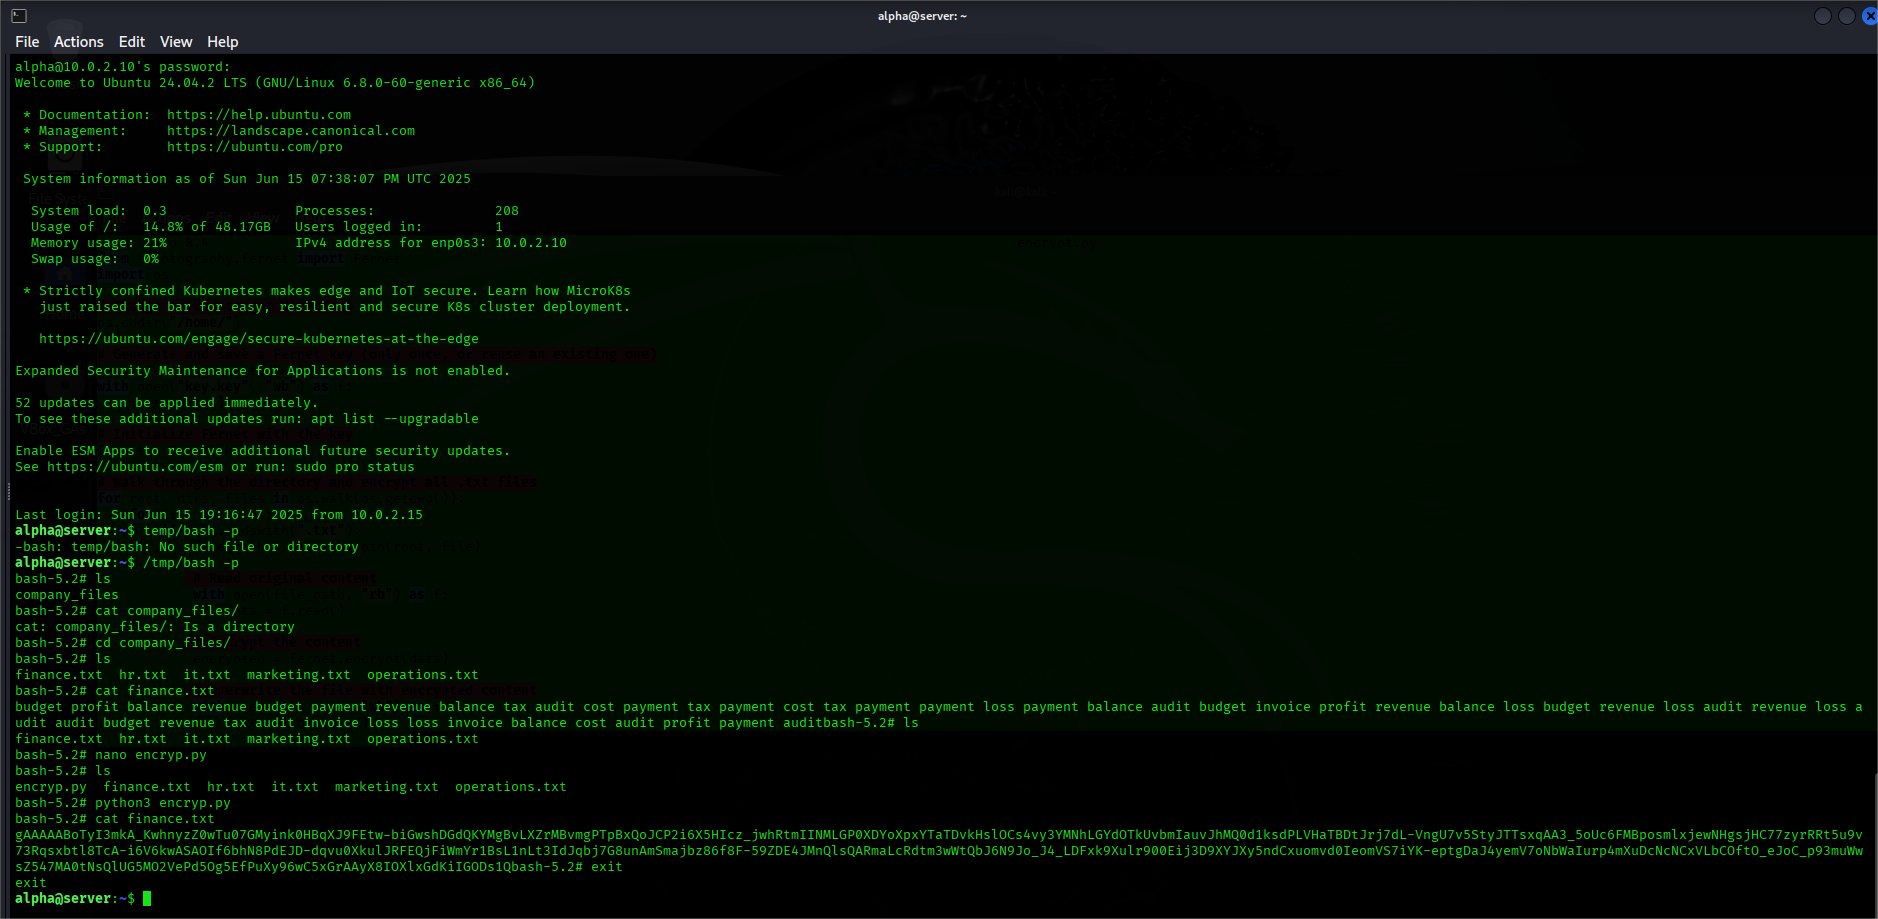 alpha@server: ~
File Actions Edit View Help
alpha@10.0.2.10's password:
Welcome to Ubuntu 24.04.2 LTS (GNU/Linux 6.8.0-60-generic x86_64)
* Documentation: https://help.ubuntu.com
* Management: https://landscape.canonical.com
* Support: https://ubuntu.com/pro
System information as of Sun Jun 15 07:38:07 PM UTC 2025
System load: 0.3 Processes: 208
Usage of /: 14.8% of 48.17GB Users logged in: 1
Memory usage: 21% IPv4 address for enp0s3: 10.0.2.10
Swap usage: 0%
* Strictly confined Kubernetes makes edge and IoT secure. Learn how MicroK8s
just raised the bar for easy, resilient and secure K8s cluster deployment.
https://ubuntu.com/engage/secure-kubernetes-at-the-edge
Expanded Security Maintenance for Applications is not enabled.
52 updates can be applied immediately.
To see these additional updates run: apt list --upgradable
Enable ESM Apps to receive additional future security updates.
See https://ubuntu.com/esm or run: sudo pro status
Last login: Sun Jun 15 19:16:47 2025 from 10.0.2.15
alpha@server:~$ temp/bash -p
-bash: temp/bash: No such file or directory
alpha@server:~$ /tmp/bash -p
bash-5.2# ls
company_files
bash-5.2# cat company_files/
cat: company_files/: Is a directory
bash-5.2# cd company_files/
bash-5.2# ls
finance.txt hr.txt it.txt marketing.txt operations.txt
bash-5.2# cat finance.txt
budget profit balance revenue budget payment revenue balance tax audit cost payment tax payment cost tax payment payment loss payment balance audit budget invoice profit revenue balance loss budget revenue loss audit revenue loss a
udit audit budget revenue tax audit invoice loss loss invoice balance cost audit profit payment auditbash-5.2# ls
finance.txt hr.txt it.txt marketing.txt operations.txt
bash-5.2# nano encryp.py
bash-5.2# ls
encryp.py finance.txt hr.txt it.txt marketing.txt operations.txt
bash-5.2# python3 encryp.py
bash-5.2# cat finance.txt
gAAAAABoTyI3mkA_KwhnyzZ0wTu07GMyink0HBqXJ9FEtw-biGwshDGdQKYMgBvLXZrMBvmgPTpBxQoJCP2i6X5HIcz_jwhRtmIINMLGP0XDYoXpxYTaTDvkHslOCs4vy3YMNhLGYdOTkUvbmIauvJhMQ0d1ksdPLVHaTBDtJrj7dL-VngU7v5StyJTTsxqAA3_5oUc6FMBposmlxjewNHgsjHC77zyrRRt5u9v
73Rqsxbtl8TcA-i6V6kwASAOIf6bhN8PdEJD-dqvu0XkulJRFEQjFiWmYr1BsL1nLt3IdJqbj7G8unAmSmajbz86f8F-59ZDE4JMnQlsQARmaLcRdtm3wWtQbJ6N9Jo_J4_LDFxk9Xulr900Eij3D9XYJXy5ndCxuomvd0IeomVS7iYK-eptgDaJ4yemV7oNbWaIurp4mXuDcNcNCxVLbCOftO_eJoC_p93muWw
sZ547MA0tNsQlUG5MO2VePd5Og5EfPuXy96wC5xGrAAyX8IOXlxGdKiIGODs1Qbash-5.2# exit
exit
alpha@server:~$